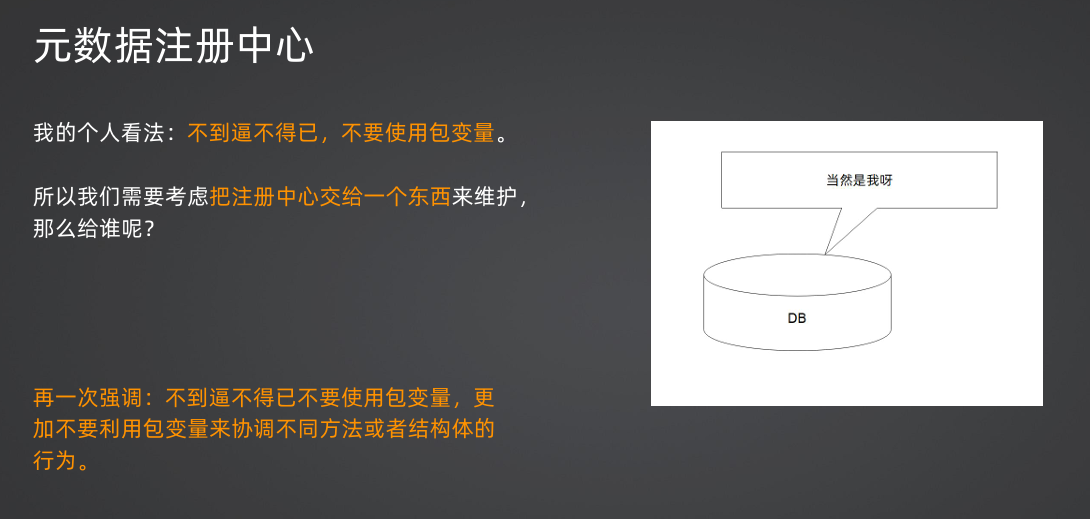 元数据注册中心
我的个人看法：不到逼不得已，不要使用包变量。
所以我们需要考虑把注册中心交给一个东西来维护，
那么给谁呢？
当然是我呀
DB
再一次强调：不到逼不得已不要使用包变量，更
加不要利用包变量来协调不同方法或者结构体的
行为。